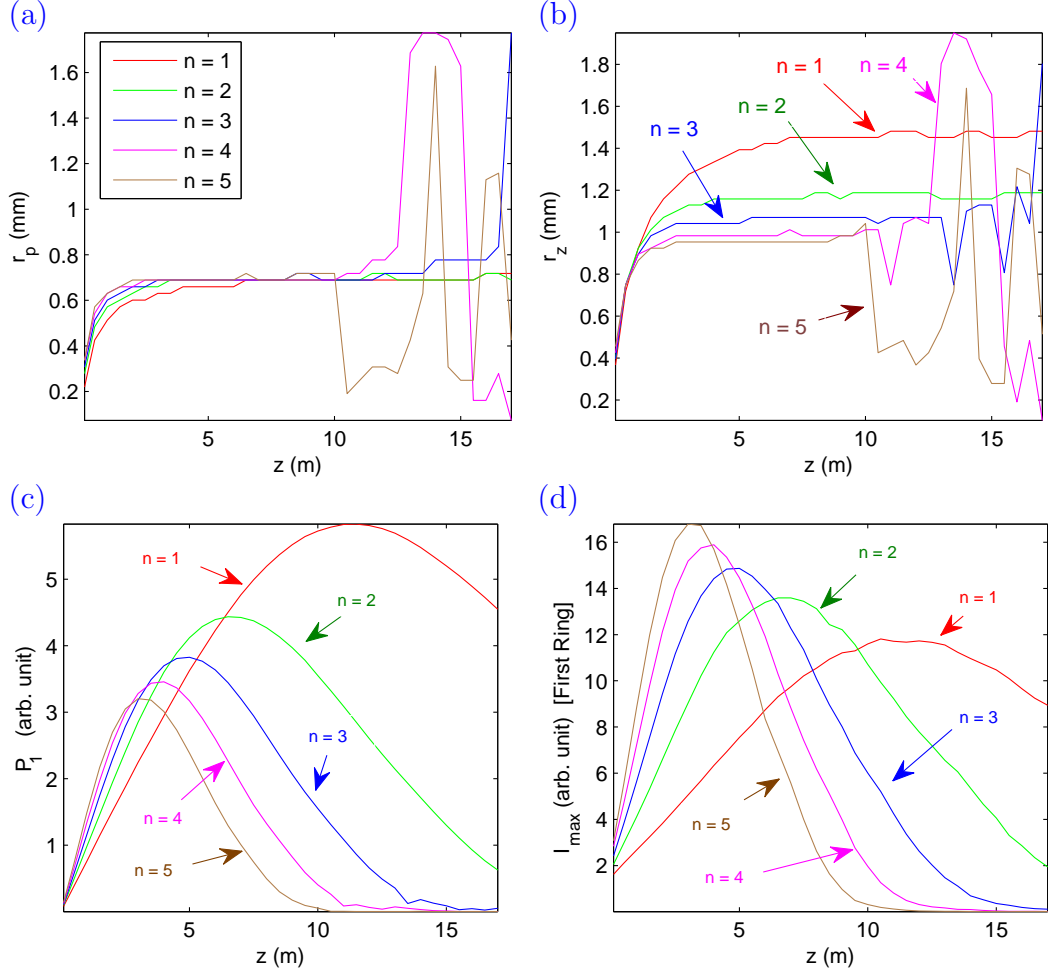 (a)
r_p (mm)
1.6
1.4
1.2
1
0.8
0.6
0.4
0.2
n = 1
n = 2
n = 3
n = 4
n = 5
5
10
15
z (m)
(b)
r_z (mm)
1.8
1.6
1.4
1.2
1
0.8
0.6
0.4
0.2
n = 1
n = 4
n = 2
n = 3
n = 5
5
10
15
z (m)
(c)
P_1 (arb. unit)
5
4
3
2
1
n = 1
n = 2
n = 3
n = 4
n = 5
5
10
15
z (m)
(d)
I_max (arb. unit) [First Ring]
16
14
12
10
8
6
4
2
n = 2
n = 1
n = 3
n = 5
n = 4
5
10
15
z (m)